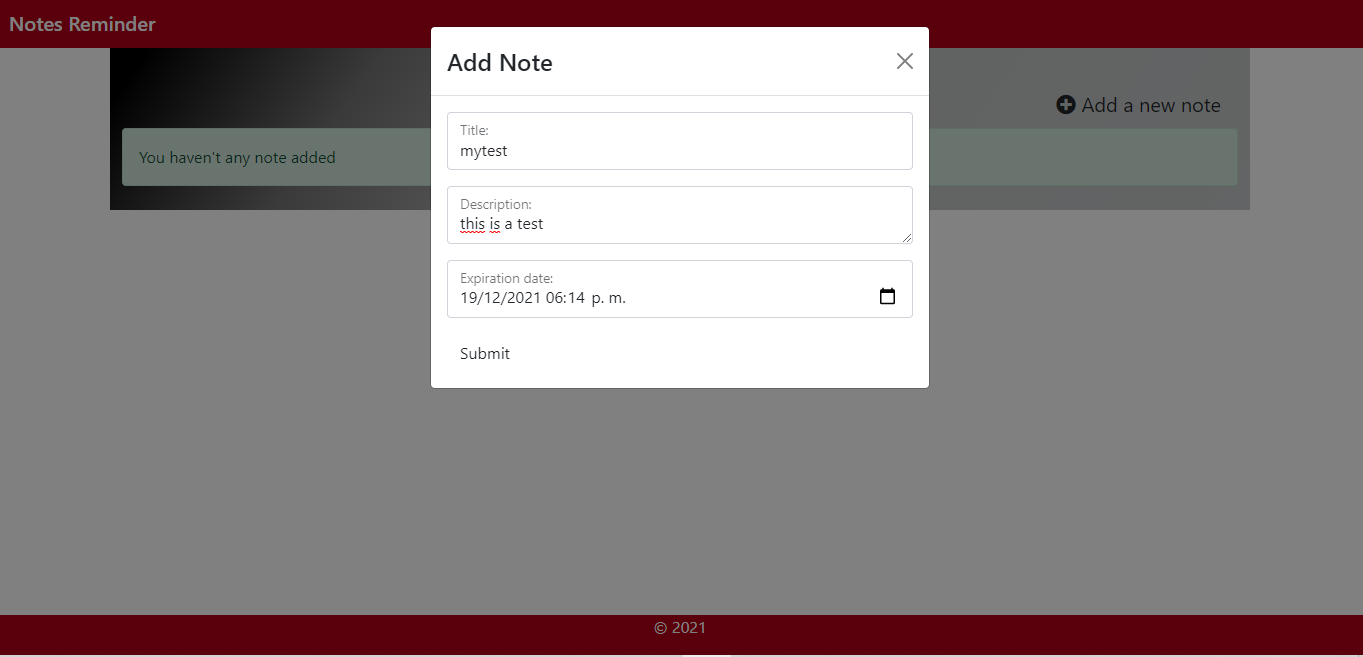 Notes Reminder
Add Note
Add a new note
You haven't any note added
Title:
mytest
Description:
this is a test
Expiration date:
19/12/2021 06:14 p. m.
Submit
© 2021